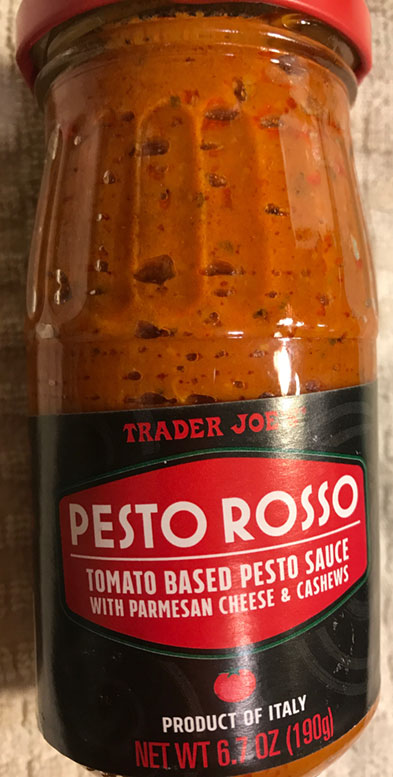 TRADER JOE'S
PESTO ROSSO
TOMATO BASED PESTO SAUCE
WITH PARMESAN CHEESE & CASHEWS
PRODUCT OF ITALY
NET WT 6.7 OZ (190g)